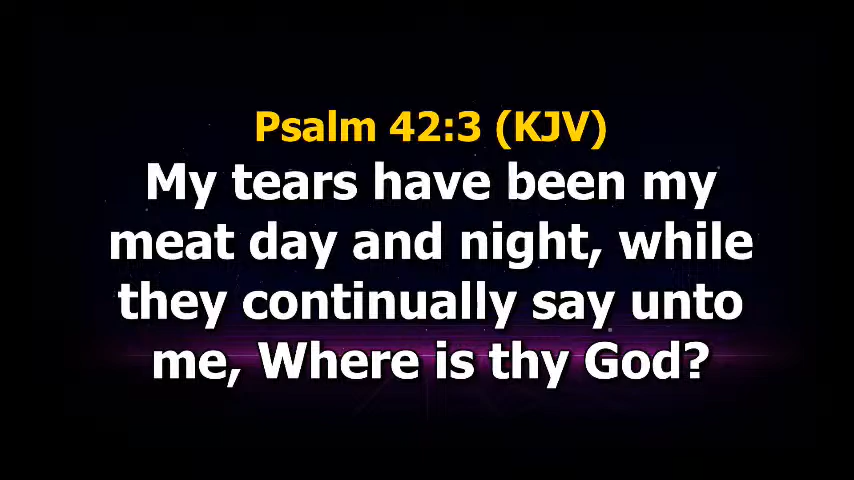 Psalm 42:3 (KJV)
My tears have been my
meat day and night, while
they continually say unto
me, Where is thy God?